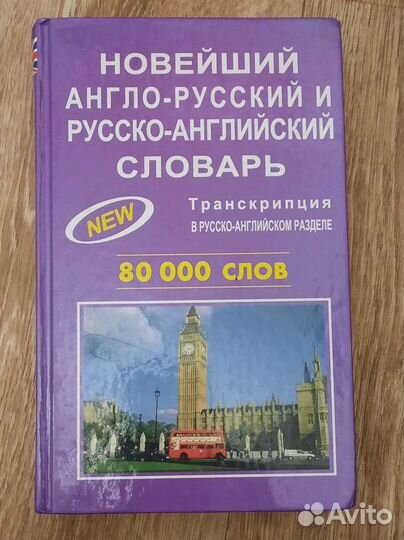 НОВЕЙШИЙ
АНГЛО-РУССКИЙ И
РУССКО-АНГЛИЙСКИЙ
СЛОВАРЬ
NEW
Транскрипция
В РУССКО-АНГЛИЙСКОМ РАЗДЕЛЕ
80 000 СЛОВ
Avito